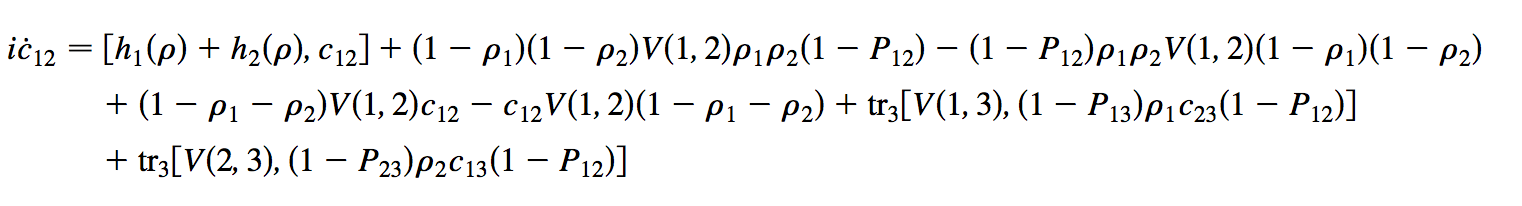 iċ₁₂ = [h₁(ρ) + h₂(ρ), c₁₂] + (1 − ρ₁)(1 − ρ₂)V(1, 2)ρ₁ρ₂(1 − P₁₂) − (1 − P₁₂)ρ₁ρ₂V(1, 2)(1 − ρ₁)(1 − ρ₂)
+ (1 − ρ₁ − ρ₂)V(1, 2)c₁₂ − c₁₂V(1, 2)(1 − ρ₁ − ρ₂) + tr₃[V(1, 3), (1 − P₁₃)ρ₁c₂₃(1 − P₁₂)]
+ tr₃[V(2, 3), (1 − P₂₃)ρ₂c₁₃(1 − P₁₂)]